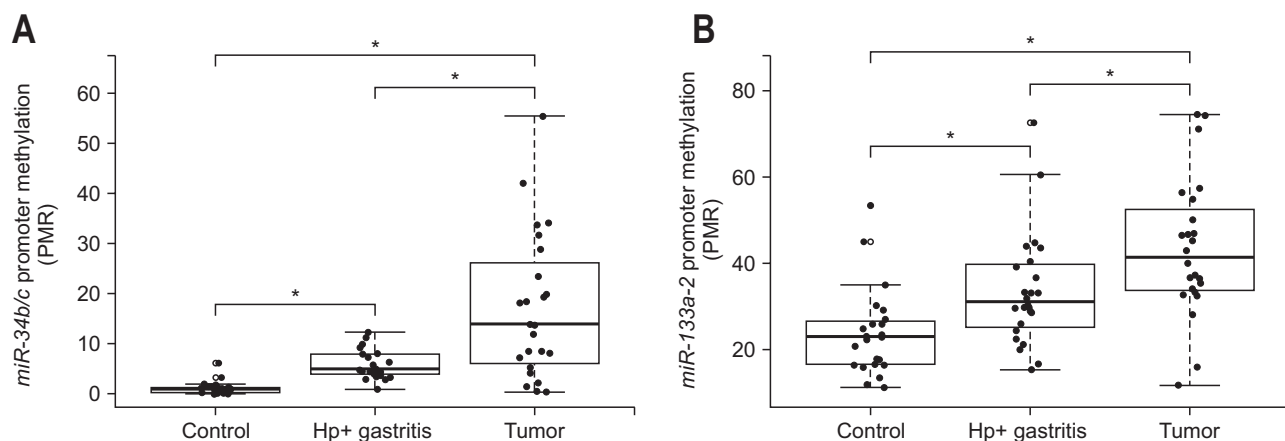 A
miR-34b/c promoter methylation
(PMR)
60
50
40
30
20
10
0
*
*
*
Control
Hp+ gastritis
Tumor
B
miR-133a-2 promoter methylation
(PMR)
80
60
40
20
*
*
*
Control
Hp+ gastritis
Tumor